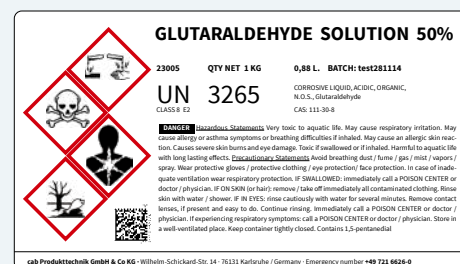 GLUTARALDEHYDE SOLUTION 50%
23005 QTY NET 1 KG 0,88 L. BATCH: test281114
UN 3265
CLASS 8 E2
CORROSIVE LIQUID, ACIDIC, ORGANIC,
N.O.S., Glutaraldehyde
CAS: 111-30-8
DANGER Hazardous Statements Very toxic to aquatic life. May cause respiratory irritation. May
cause allergy or asthma symptoms or breathing difficulties if inhaled. May cause an allergic skin reac-
tion. Causes severe skin burns and eye damage. Toxic if swallowed or if inhaled. Harmful to aquatic life
with long lasting effects. Precautionary Statements Avoid breathing dust / fume / gas / mist / vapors /
spray. Wear protective gloves / protective clothing / eye protection/ face protection. In case of inade-
quate ventilation wear respiratory protection. IF SWALLOWED: immediately call a POISON CENTER or
doctor / physician. IF ON SKIN (or hair): remove / take off immediately all contaminated clothing. Rinse
skin with water / shower. IF IN EYES: rinse cautiously with water for several minutes. Remove contact
lenses, if present and easy to do. Continue rinsing. Immediately call a POISON CENTER or doctor /
physician. If experiencing respiratory symptoms: call a POISON CENTER or doctor / physician. Store in
a well-ventilated place. Keep container tightly closed. Contains 1,5-pentanedial
cab Produkttechnik GmbH & Co KG · Wilhelm-Schickard-Str. 14 · 76131 Karlsruhe / Germany · Emergency number +49 721 6626-0